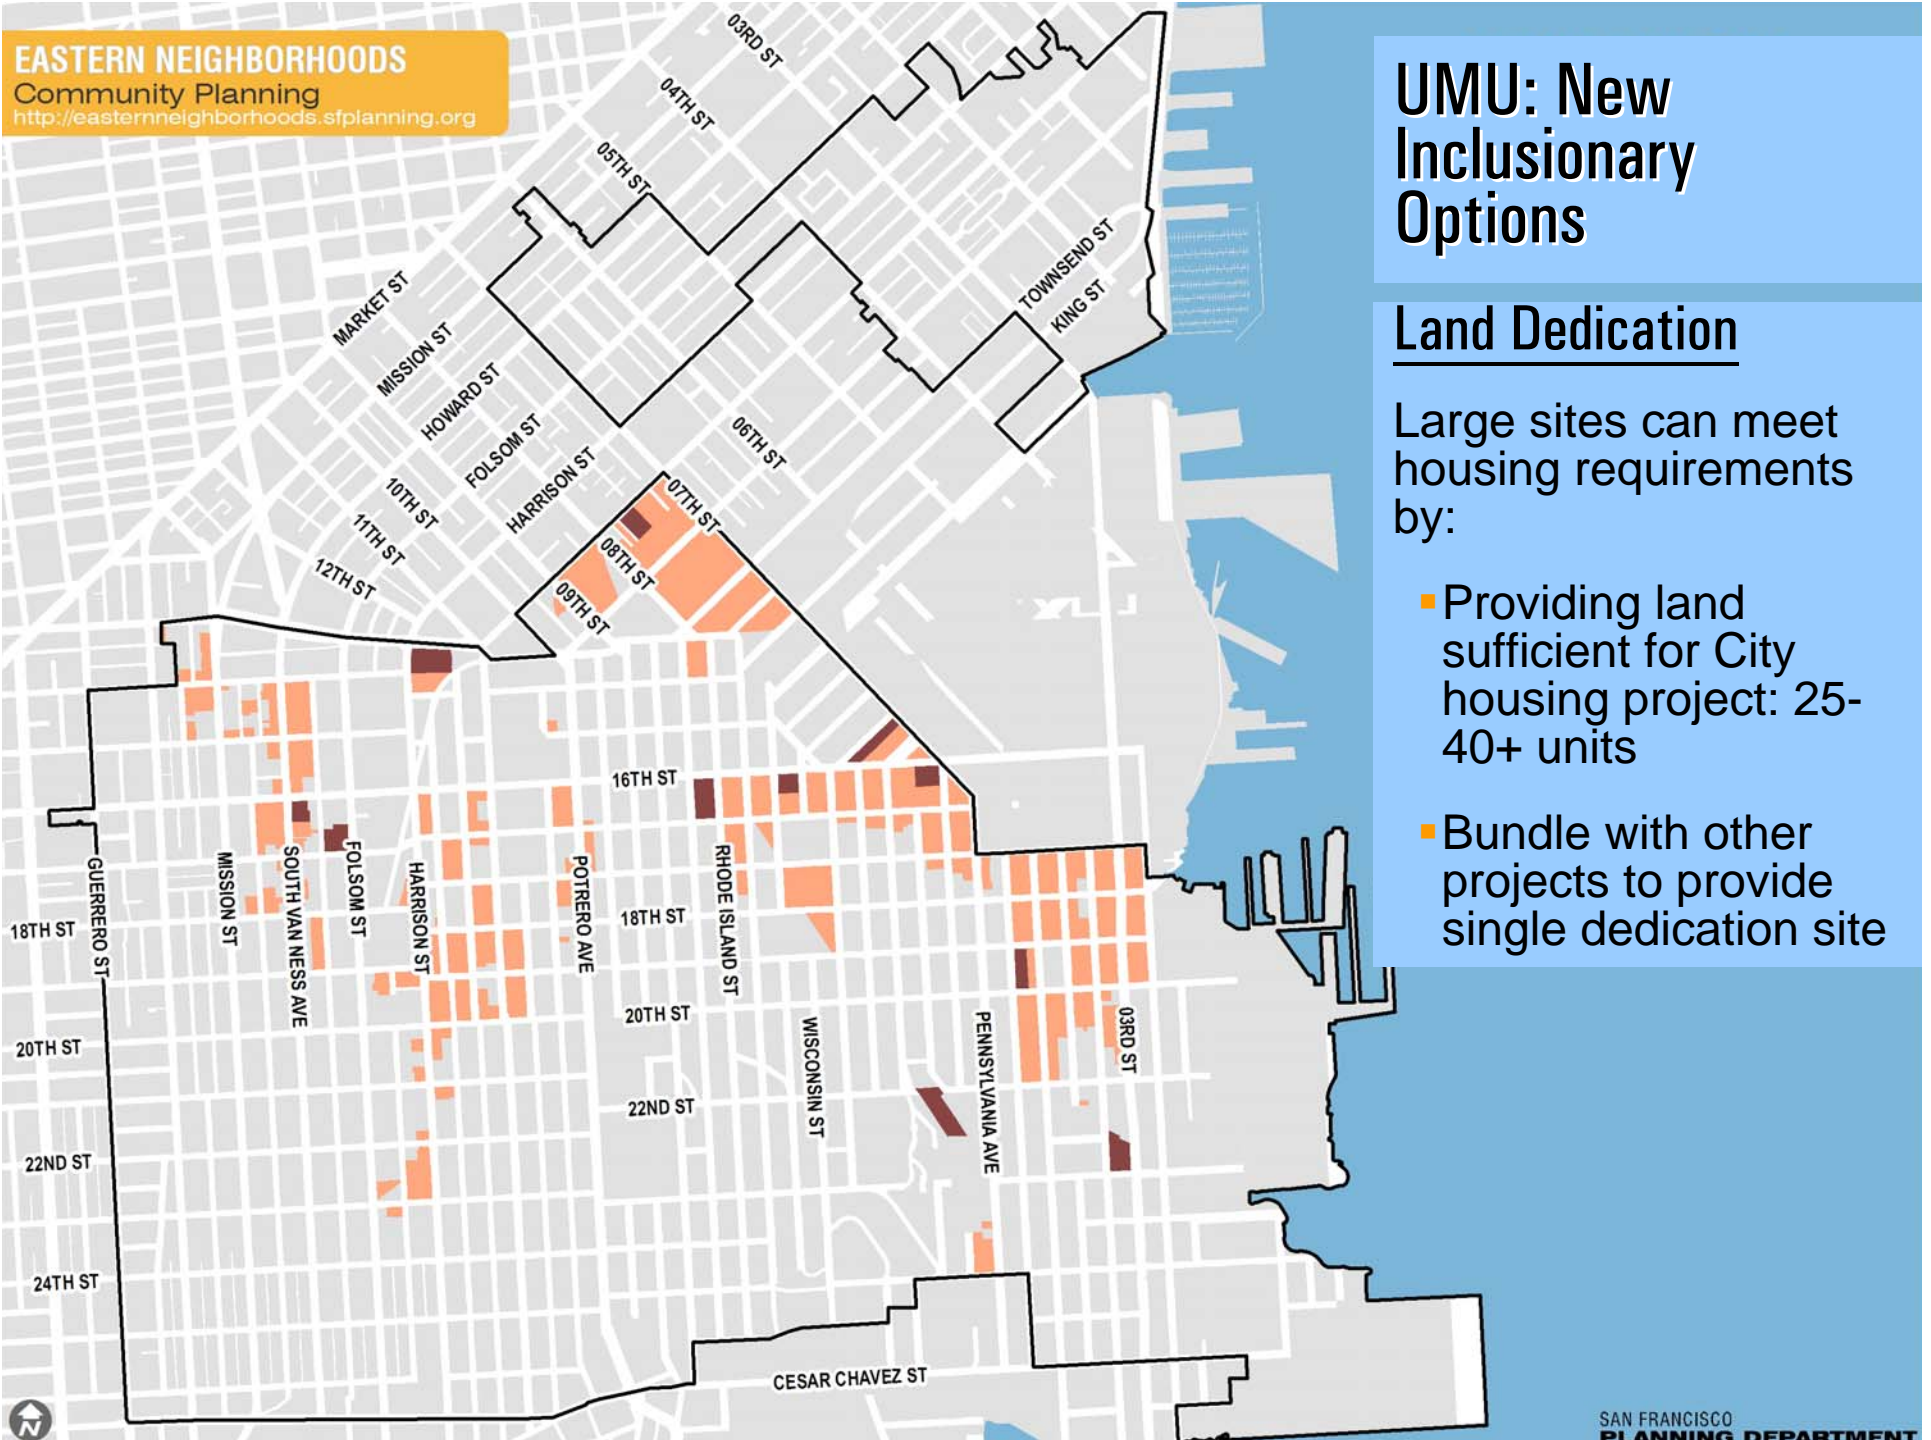 EASTERN NEIGHBORHOODS
Community Planning
http://easternneighborhoods.sfplanning.org
UMU: New
Inclusionary
Options
Land Dedication
Large sites can meet
housing requirements
by:
Providing land
sufficient for City
housing project: 25-
40+ units
Bundle with other
projects to provide
single dedication site
03RD ST
04TH ST
05TH ST
TOWNSEND ST
KING ST
MARKET ST
MISSION ST
HOWARD ST
FOLSOM ST
HARRISON ST
06TH ST
07TH ST
08TH ST
09TH ST
10TH ST
11TH ST
12TH ST
16TH ST
GUERRERO ST
MISSION ST
SOUTH VAN NESS AVE
FOLSOM ST
HARRISON ST
POTRERO AVE
RHODE ISLAND ST
WISCONSIN ST
PENNSYLVANIA AVE
03RD ST
18TH ST
18TH ST
20TH ST
20TH ST
22ND ST
22ND ST
24TH ST
CESAR CHAVEZ ST
N
SAN FRANCISCO
PLANNING DEPARTMENT